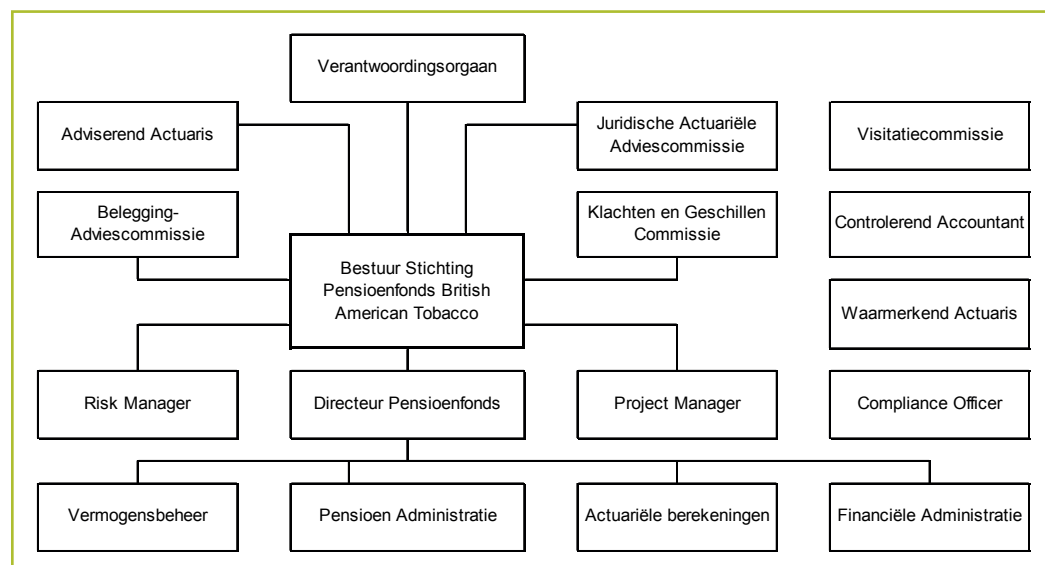 Verantwoordingsorgaan
Adviserend Actuaris
Juridische Actuariële
Adviescommissie
Visitatiecommissie
Belegging-
Adviescommissie
Klachten en Geschillen
Commissie
Controlerend Accountant
Bestuur Stichting
Pensioenfonds British
American Tobacco
Waarmerkend Actuaris
Risk Manager
Directeur Pensioenfonds
Project Manager
Compliance Officer
Vermogensbeheer
Pensioen Administratie
Actuariële berekeningen
Financiële Administratie